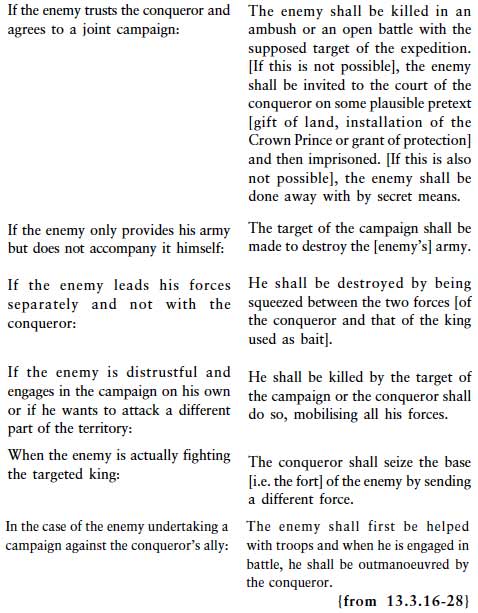 If the enemy trusts the conqueror and
agrees to a joint campaign:
The enemy shall be killed in an
ambush or an open battle with the
supposed target of the expedition.
[If this is not possible], the enemy
shall be invited to the court of the
conqueror on some plausible pretext
[gift of land, installation of the
Crown Prince or grant of protection]
and then imprisoned. [If this is also
not possible], the enemy shall be
done away with by secret means.
If the enemy only provides his army
but does not accompany it himself:
The target of the campaign shall be
made to destroy the [enemy's] army.
If the enemy leads his forces
separately and not with the
conqueror:
He shall be destroyed by being
squeezed between the two forces [of
the conqueror and that of the king
used as bait].
If the enemy is distrustful and
engages in the campaign on his own
or if he wants to attack a different
part of the territory:
He shall be killed by the target of
the campaign or the conqueror shall
do so, mobilising all his forces.
When the enemy is actually fighting
the targeted king:
The conqueror shall seize the base
[i.e. the fort] of the enemy by sending
a different force.
In the case of the enemy undertaking a
campaign against the conqueror's ally:
The enemy shall first be helped
with troops and when he is engaged in
battle, he shall be outmanoeuvred by
the conqueror.
{from 13.3.16-28}